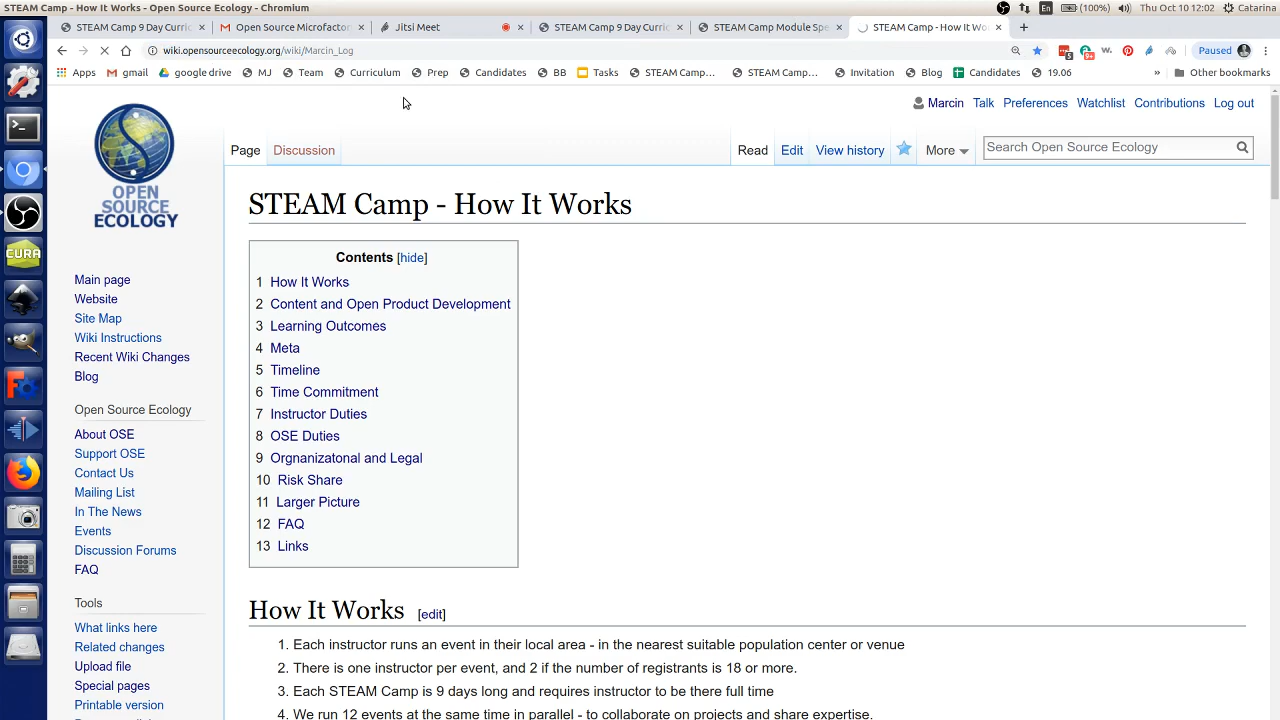 STEAM Camp - How It Works - Open Source Ecology - Chromium
En (100%) Thu Oct 10 12:02 Catarina
STEAM Camp 9 Day Curric × Open Source Microfactor × Jitsi Meet × STEAM Camp 9 Day Curric × STEAM Camp Module Spe × STEAM Camp - How It Wo × +
wiki.opensourceecology.org/wiki/Marcin_Log
Paused
Apps gmail google drive MJ Team Curriculum Prep Candidates BB Tasks STEAM Camp... STEAM Camp... Invitation Blog Candidates 19.06 » Other bookmarks
Marcin Talk Preferences Watchlist Contributions Log out
Page Discussion Read Edit View history More Search Open Source Ecology
OPEN
SOURCE
ECOLOGY
CURA
Main page
Website
Site Map
Wiki Instructions
Recent Wiki Changes
Blog
Open Source Ecology
About OSE
Support OSE
Contact Us
Mailing List
In The News
Events
Discussion Forums
FAQ
Tools
What links here
Related changes
Upload file
Special pages
Printable version
STEAM Camp - How It Works
Contents [hide]
1 How It Works
2 Content and Open Product Development
3 Learning Outcomes
4 Meta
5 Timeline
6 Time Commitment
7 Instructor Duties
8 OSE Duties
9 Orgnanizatonal and Legal
10 Risk Share
11 Larger Picture
12 FAQ
13 Links
How It Works [edit]
1. Each instructor runs an event in their local area - in the nearest suitable population center or venue
2. There is one instructor per event, and 2 if the number of registrants is 18 or more.
3. Each STEAM Camp is 9 days long and requires instructor to be there full time
4. We run 12 events at the same time in parallel - to collaborate on projects and share expertise.